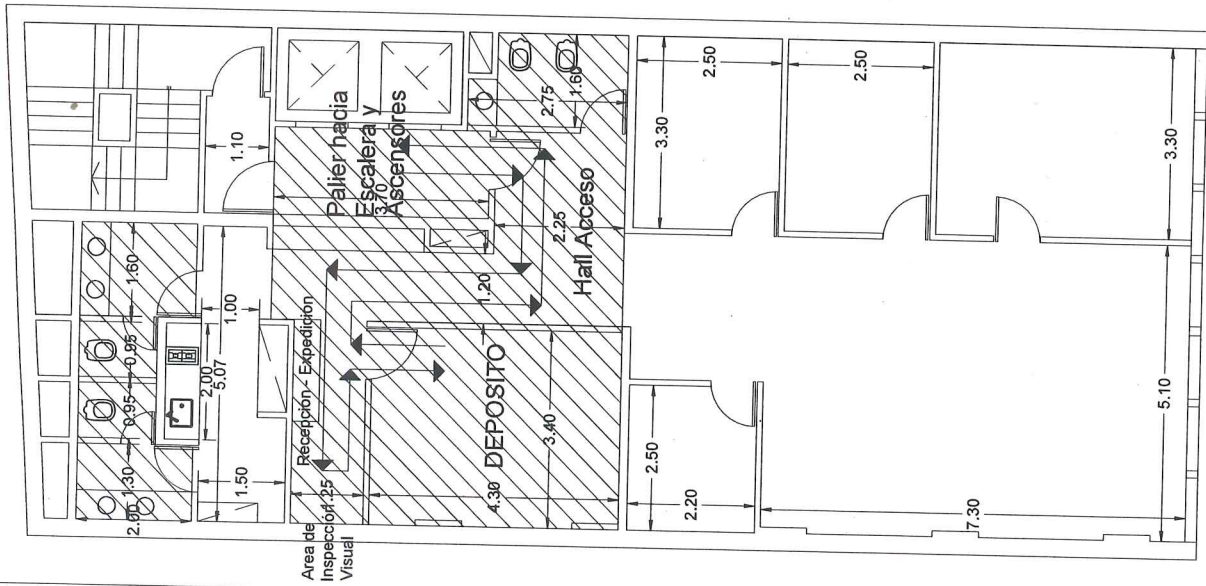 Palier hacia
Escalera y
Ascensores
3.70
1.10
2.75
1.60
2.50
2.50
3.30
3.30
Hall Acceso
2.25
1.20
1.60
1.00
0.95
0.95
2.00
5.07
1.30
2.00
1.50
Recepcion - Expedición
Area de
Inspección
Visual
1.25
DEPOSITO
4.30
3.40
2.50
2.20
5.10
7.30